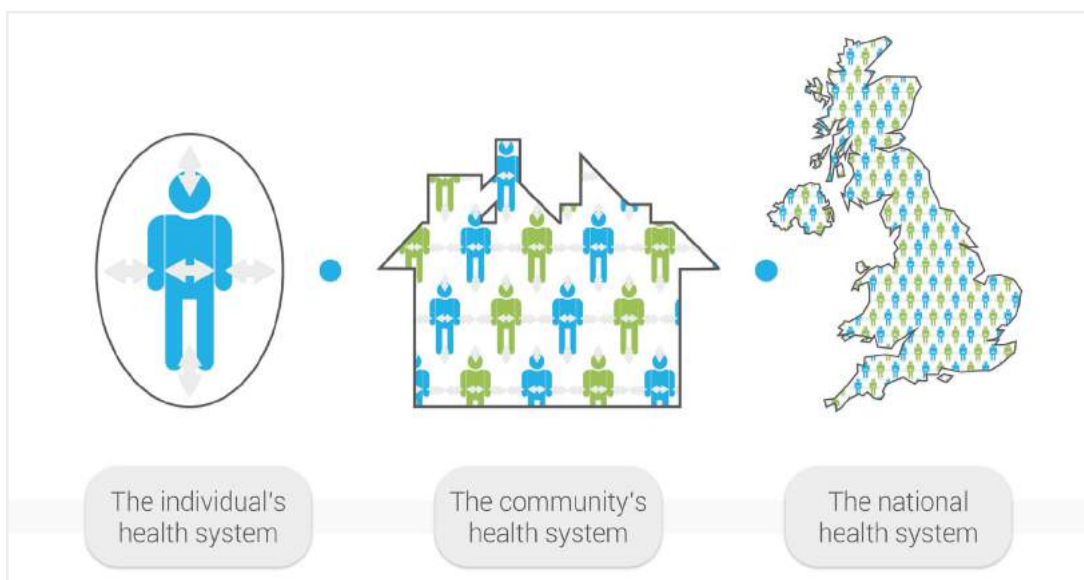 The individual's
health system
The community's
health system
The national
health system